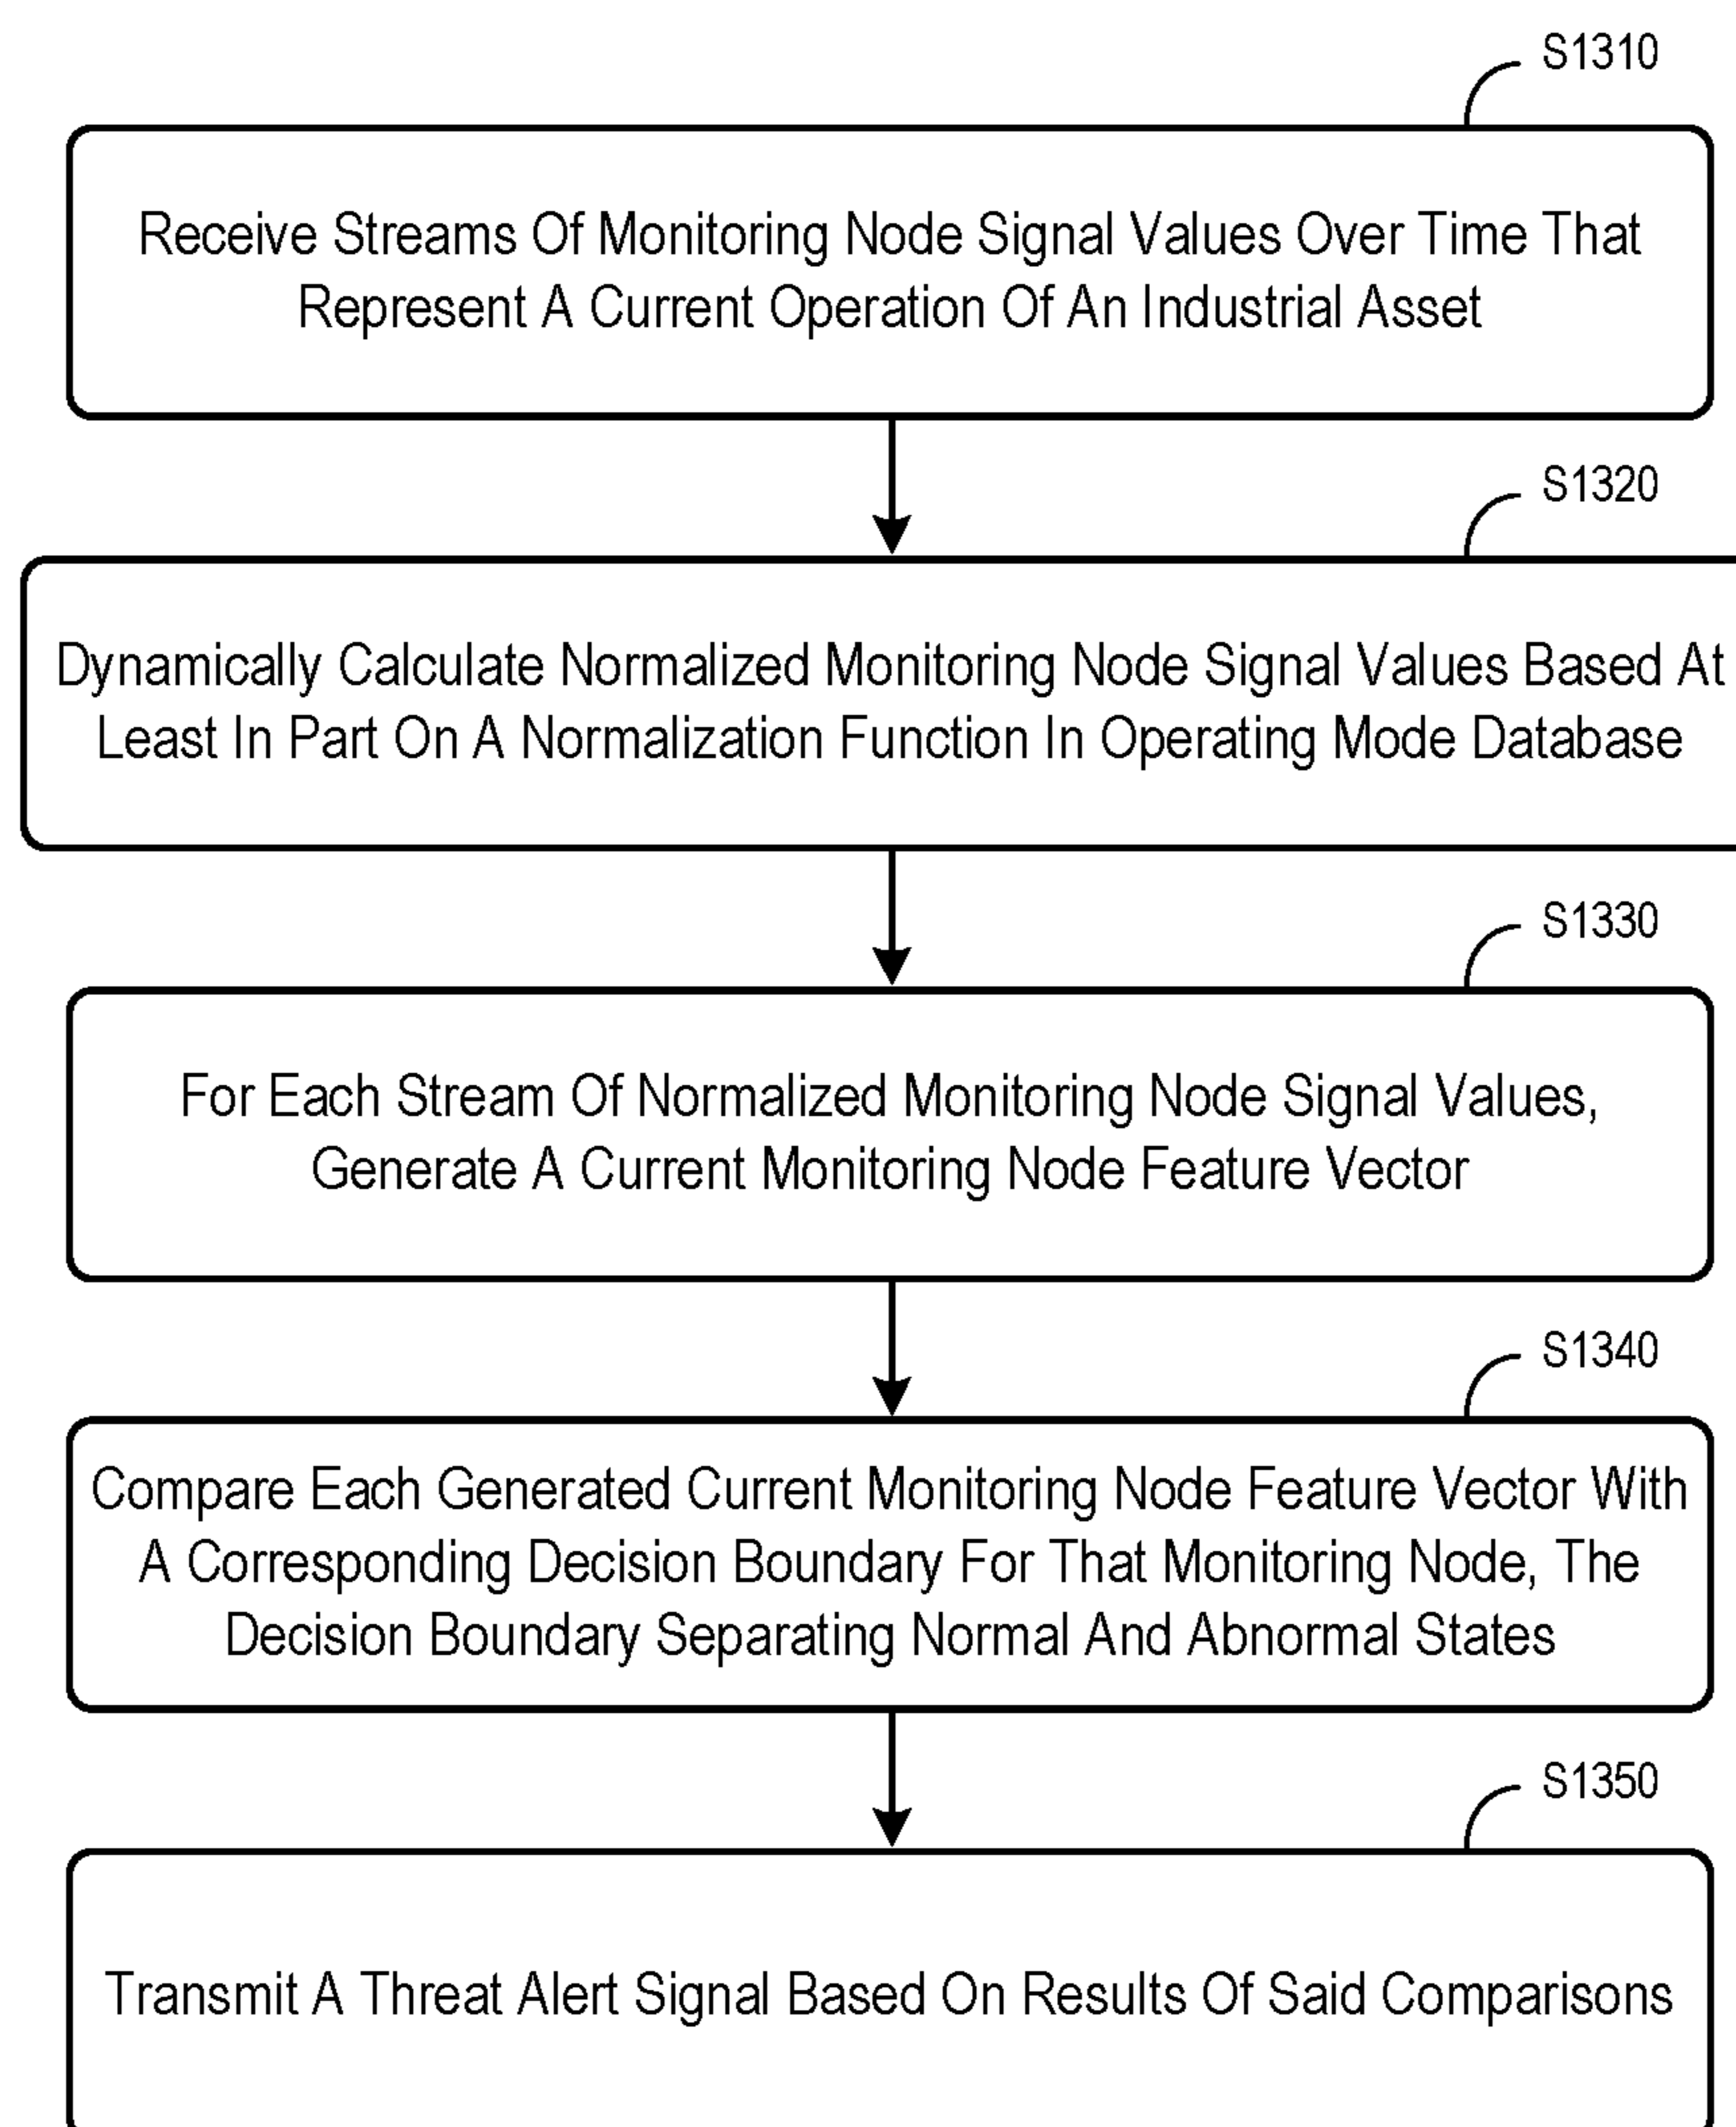 S1310
Receive Streams Of Monitoring Node Signal Values Over Time That
Represent A Current Operation Of An Industrial Asset
S1320
Dynamically Calculate Normalized Monitoring Node Signal Values Based At
Least In Part On A Normalization Function In Operating Mode Database
S1330
For Each Stream Of Normalized Monitoring Node Signal Values,
Generate A Current Monitoring Node Feature Vector
S1340
Compare Each Generated Current Monitoring Node Feature Vector With
A Corresponding Decision Boundary For That Monitoring Node, The
Decision Boundary Separating Normal And Abnormal States
S1350
Transmit A Threat Alert Signal Based On Results Of Said Comparisons